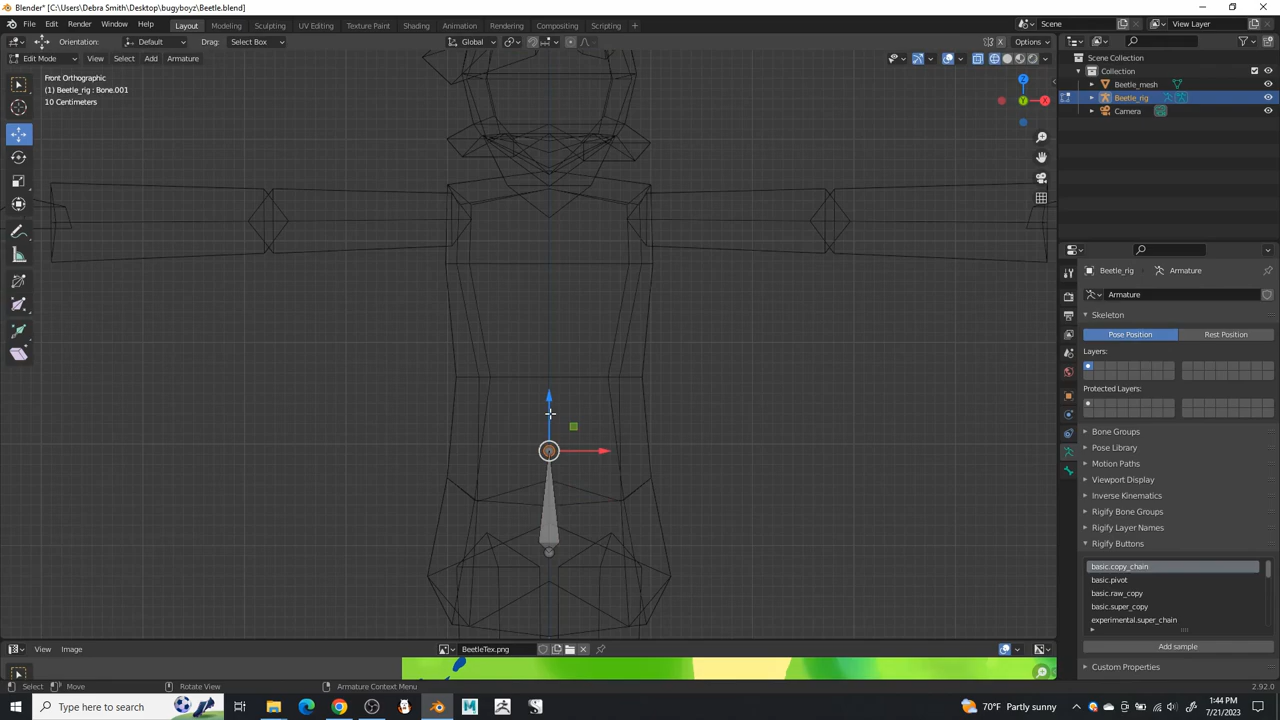 Blender* [C:\Users\Debra Smith\Desktop\bugyboyz\Beetle.blend]
File Edit Render Window Help Layout Modeling Sculpting UV Editing Texture Paint Shading Animation Rendering Compositing Scripting + Scene View Layer
Orientation: Default Drag: Select Box Global Options
Edit Mode View Select Add Armature
Front Orthographic
(1) Beetle_rig : Bone.001
10 Centimeters
Z
X
Y
Scene Collection
Collection
Beetle_mesh
Beetle_rig
Camera
Beetle_rig Armature
Armature
Skeleton
Pose Position Rest Position
Layers:
Protected Layers:
Bone Groups
Pose Library
Motion Paths
Viewport Display
Inverse Kinematics
Rigify Bone Groups
Rigify Layer Names
Rigify Buttons
basic.copy_chain
basic.pivot
basic.raw_copy
basic.super_copy
experimental.super_chain
Add sample
Custom Properties
View Image BeetleTex.png
Select Move Rotate View Armature Context Menu 2.92.0
Type here to search 70°F Partly sunny 1:44 PM
7/21/2023